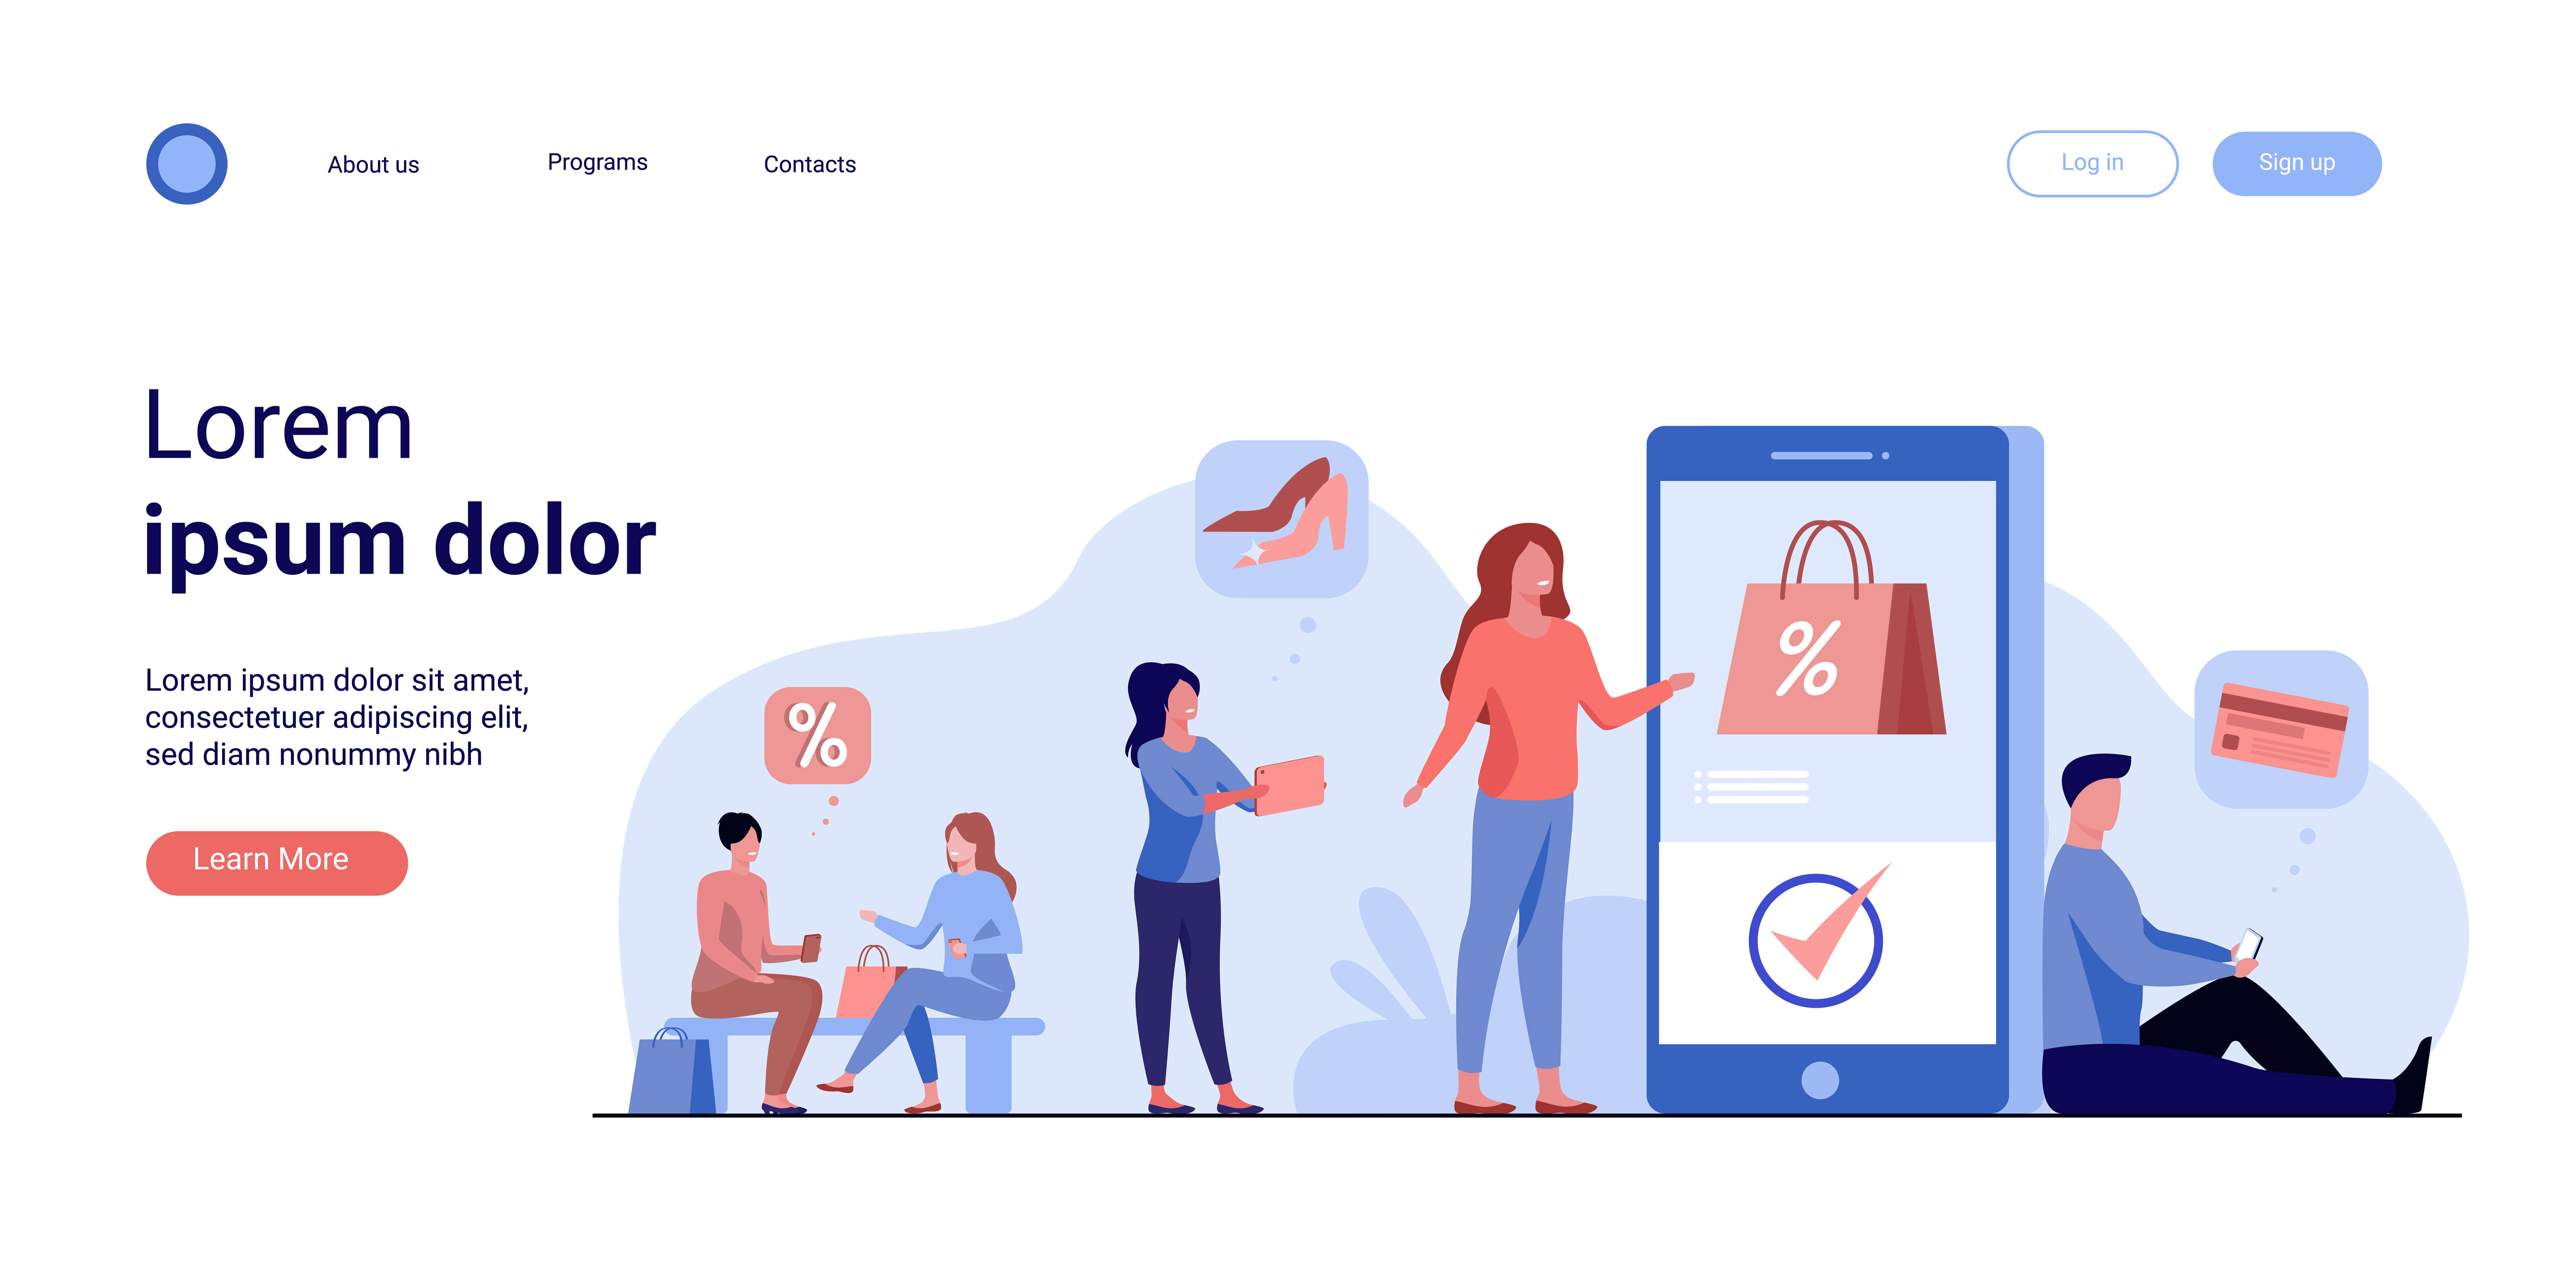 About us
Programs
Contacts
Log in
Sign up
Lorem
ipsum dolor
Lorem ipsum dolor sit amet,
consectetuer adipiscing elit,
sed diam nonummy nibh
Learn More
%
%